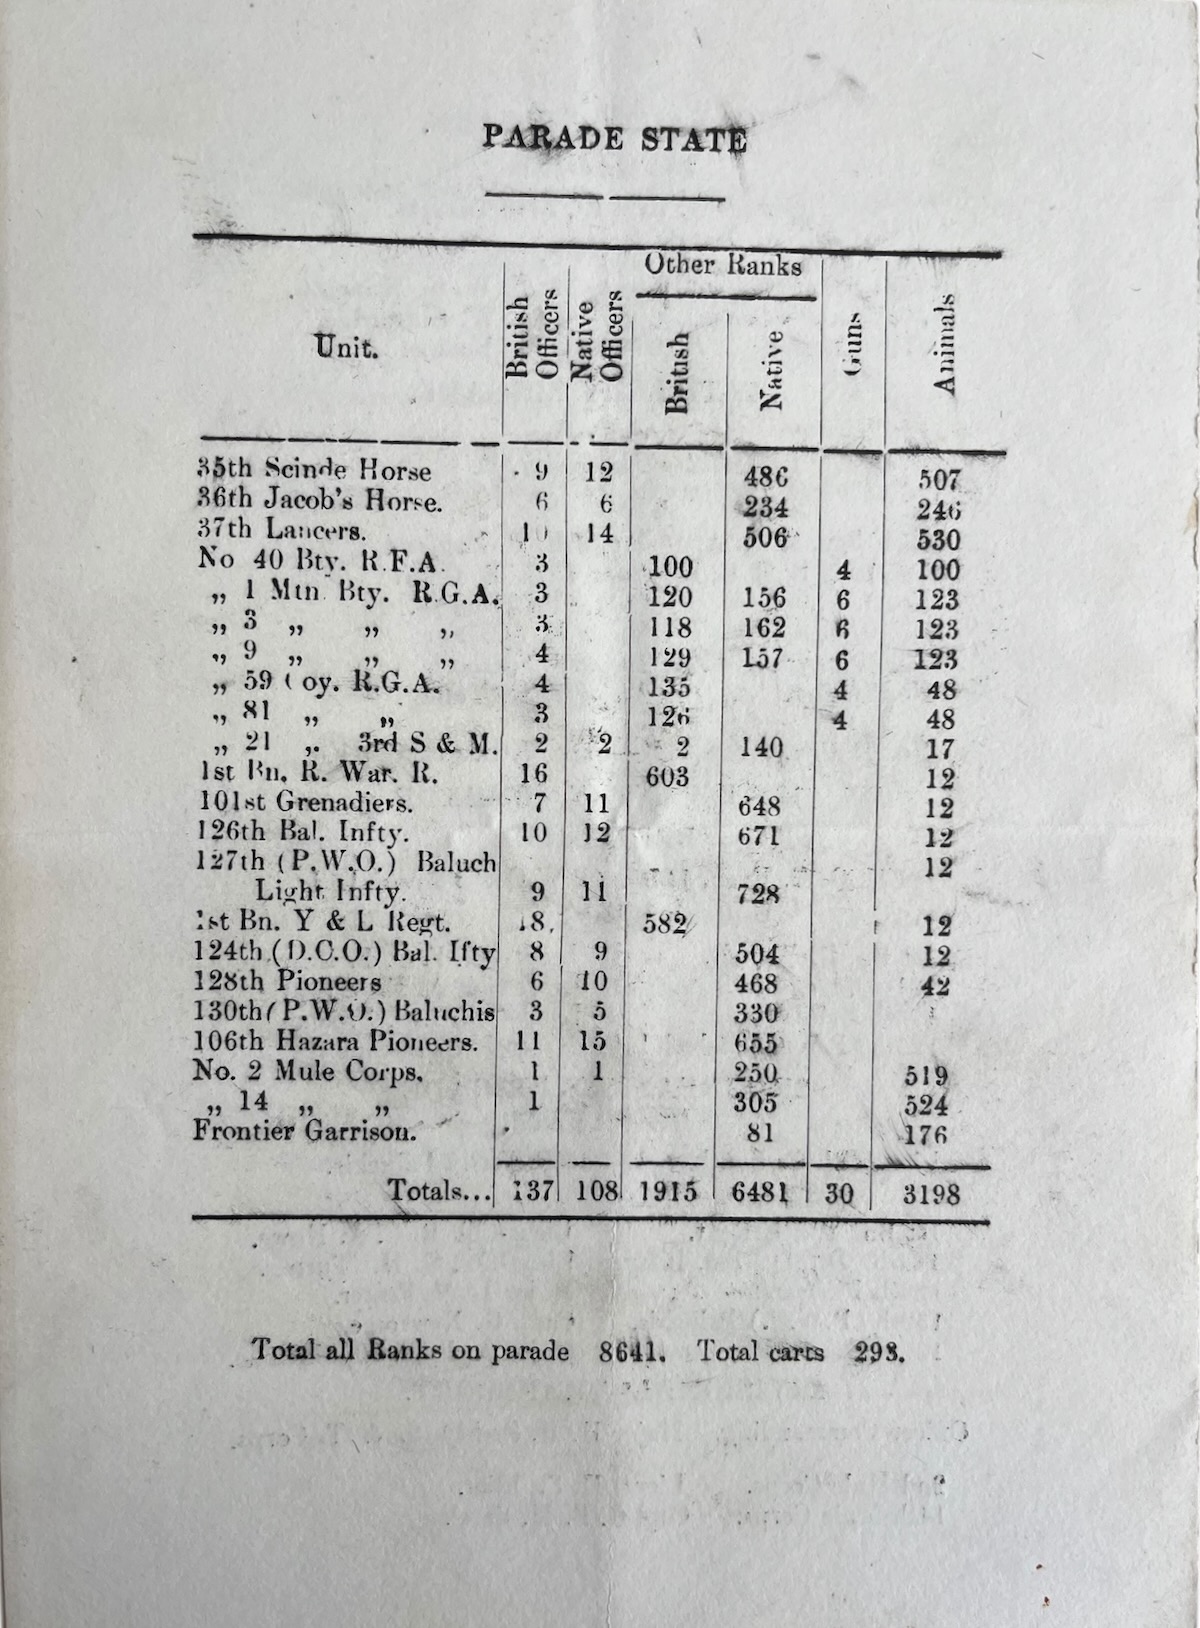 PARADE STATE
Other Ranks
Unit. British Officers Native Officers British Native Guns Animals
35th Scinde Horse 9 12 486 507
36th Jacob's Horse. 6 6 234 246
37th Lancers. 10 14 506 530
No 40 Bty. R.F.A. 3 100 4 100
„ 1 Mtn Bty. R.G.A. 3 120 156 6 123
„ 3 „ „ „ 3 118 162 6 123
„ 9 „ „ „ 4 129 157 6 123
„ 59 Coy. R.G.A. 4 135 4 48
„ 81 „ „ 3 126 4 48
„ 21 „ 3rd S & M. 2 2 2 140 17
1st Bn. R. War. R. 16 603 12
101st Grenadiers. 7 11 648 12
126th Bal. Infty. 10 12 671 12
127th (P.W.O.) Baluch 12
Light Infty. 9 11 728
1st Bn. Y & L Regt. 18 582 12
124th (D.C.O.) Bal. Ifty 8 9 504 12
128th Pioneers 6 10 468 42
130th (P.W.O.) Baluchis 3 5 330
106th Hazara Pioneers. 11 15 655
No. 2 Mule Corps. 1 1 250 519
„ 14 „ „ 1 305 524
Frontier Garrison. 81 176
Totals... 137 108 1915 6481 30 3198
Total all Ranks on parade 8641. Total carts 293.